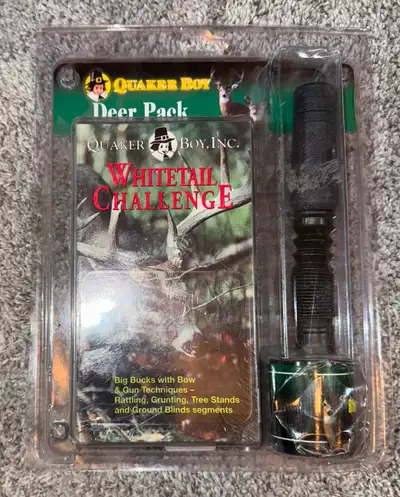 QUAKER BOY
Deer Pack
QUAKER BOY, INC.
WHITETAIL
CHALLENGE
Big Bucks with Bow
& Gun Techniques –
Rattling, Grunting, Tree Stands
and Ground Blinds segments